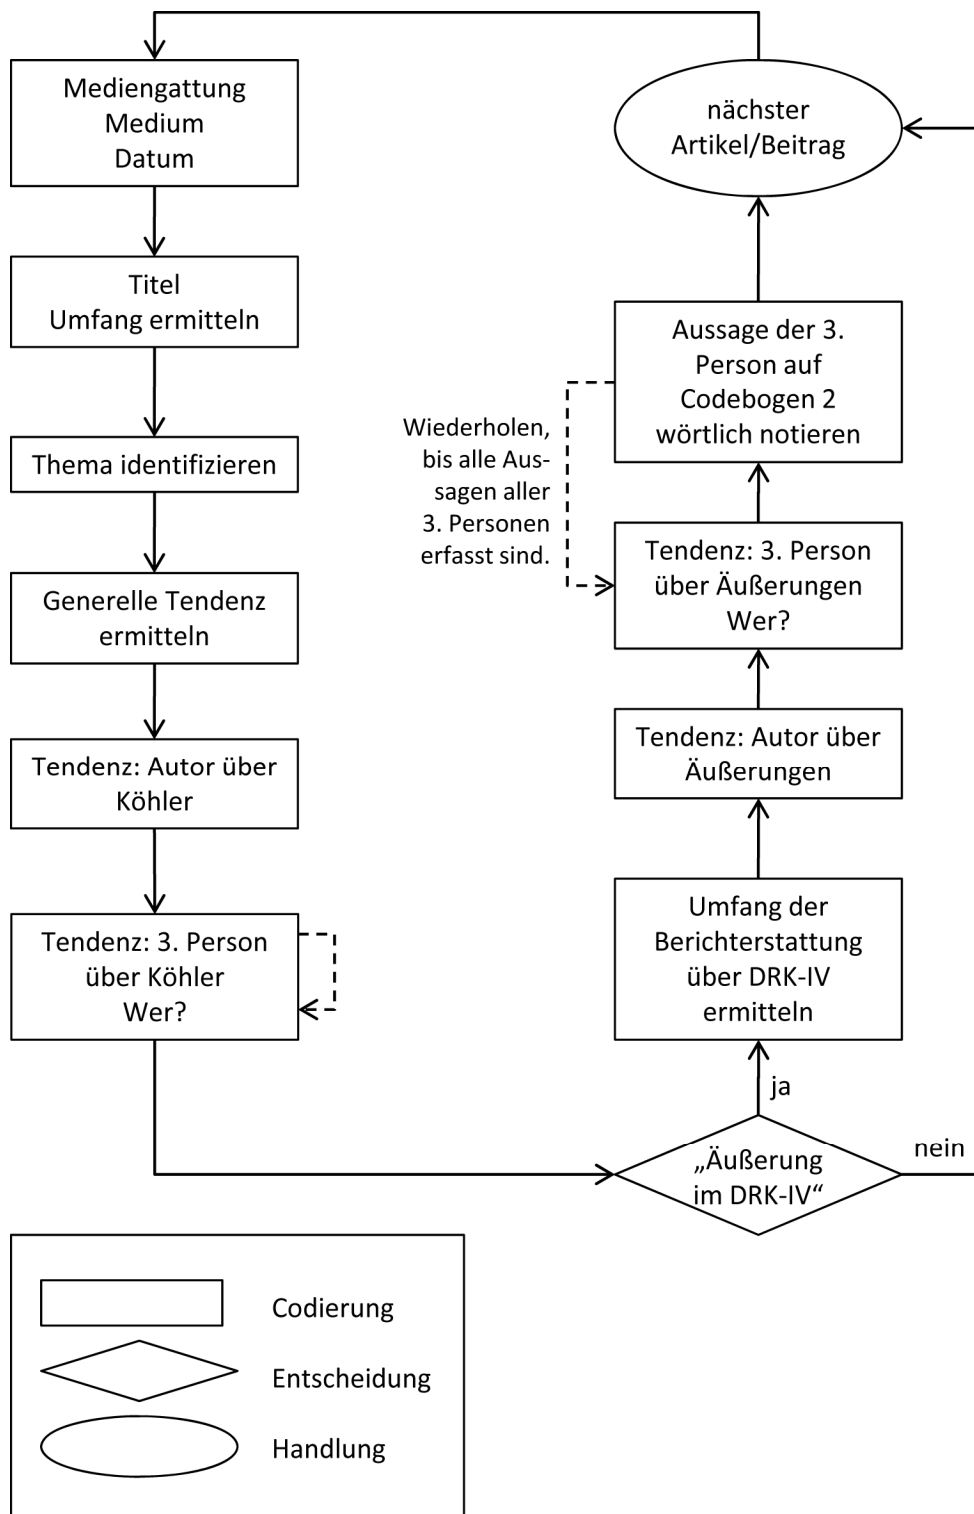 Mediengattung
Medium
Datum
Titel
Umfang ermitteln
Thema identifizieren
Generelle Tendenz
ermitteln
Tendenz: Autor über
Köhler
Tendenz: 3. Person
über Köhler
Wer?
„Äußerung
im DRK-IV“
ja
nein
Umfang der
Berichterstattung
über DRK-IV
ermitteln
Tendenz: Autor über
Äußerungen
Tendenz: 3. Person
über Äußerungen
Wer?
Aussage der 3.
Person auf
Codebogen 2
wörtlich notieren
Wiederholen,
bis alle Aus-
sagen aller
3. Personen
erfasst sind.
nächster
Artikel/Beitrag
Codierung
Entscheidung
Handlung